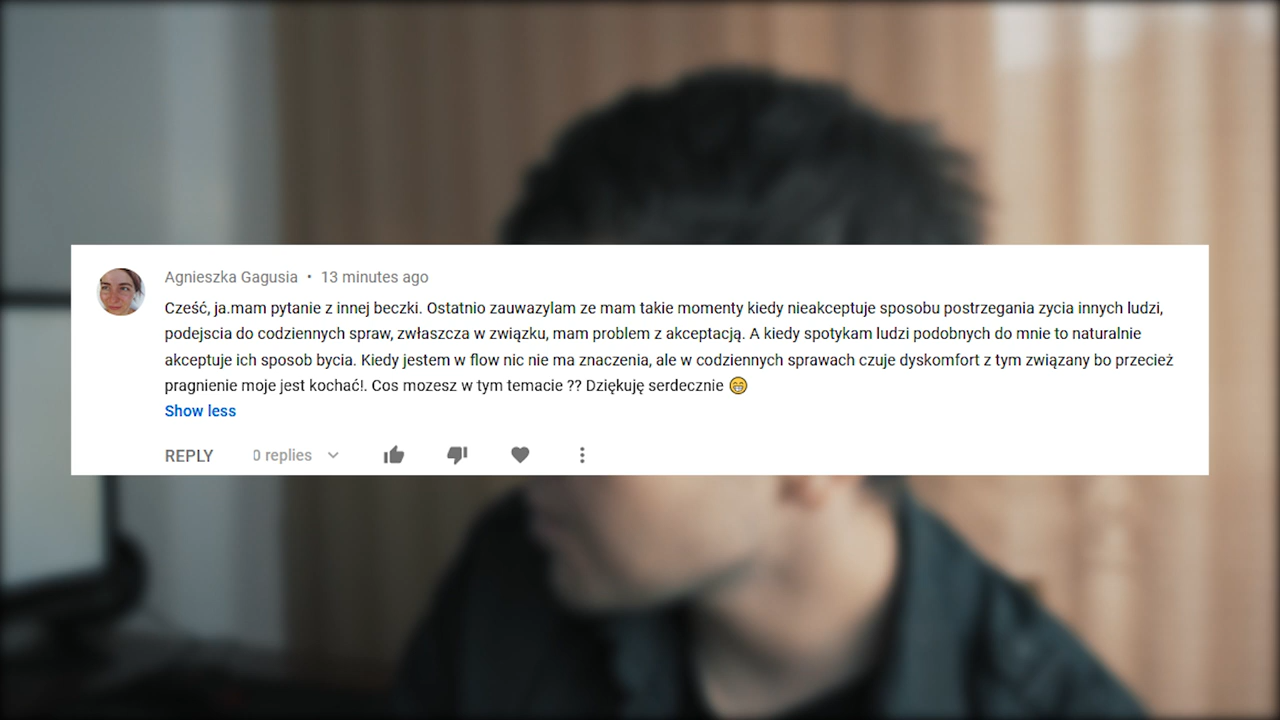 Agnieszka Gagusia • 13 minutes ago
Cześć, ja.mam pytanie z innej beczki. Ostatnio zauwazylam ze mam takie momenty kiedy nieakceptuje sposobu postrzegania zycia innych ludzi,
podejscia do codziennych spraw, zwłaszcza w związku, mam problem z akceptacją. A kiedy spotykam ludzi podobnych do mnie to naturalnie
akceptuje ich sposob bycia. Kiedy jestem w flow nic nie ma znaczenia, ale w codziennych sprawach czuje dyskomfort z tym związany bo przecież
pragnienie moje jest kochać!. Cos mozesz w tym temacie ?? Dziękuję serdecznie 😁
Show less
REPLY 0 replies